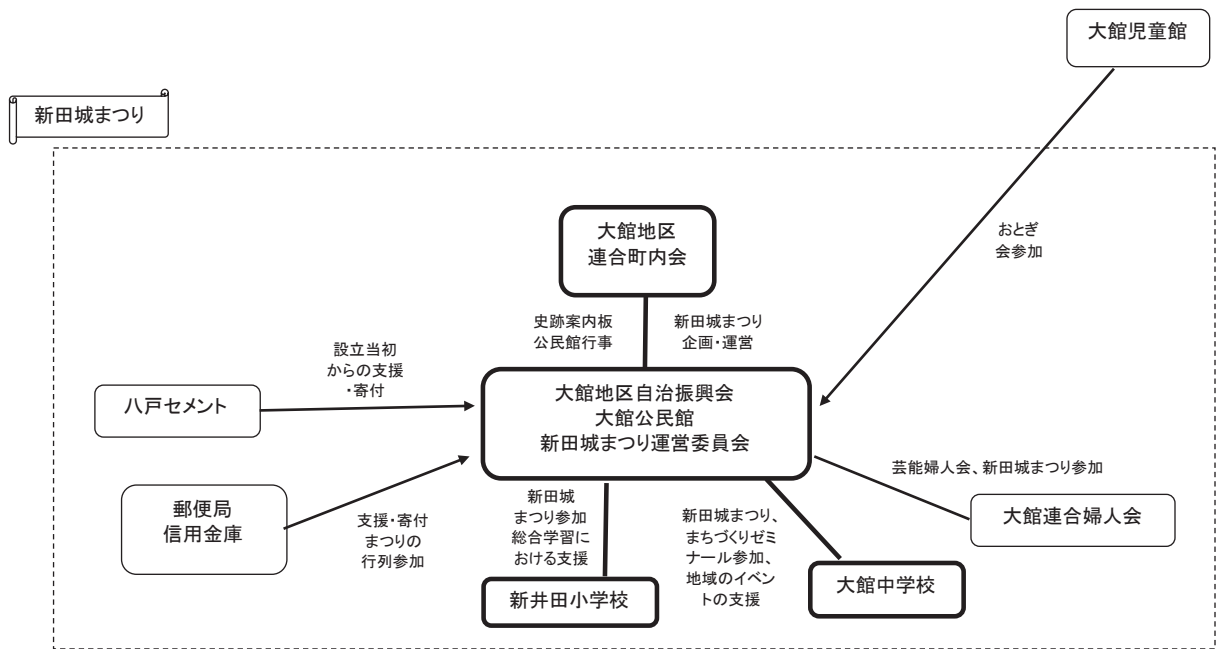 大館児童館
新田城まつり
おとぎ
会参加
大館地区
連合町内会
史跡案内板
公民館行事
新田城まつり
企画・運営
設立当初
からの支援
・寄付
八戸セメント
大館地区自治振興会
大館公民館
新田城まつり運営委員会
芸能婦人会、新田城まつり参加
大館連合婦人会
郵便局
信用金庫
支援・寄付
まつりの
行列参加
新田城
まつり参加
総合学習に
おける支援
新田城まつり、
まちづくりゼミ
ナール参加、
地域のイベン
トの支援
新井田小学校
大館中学校